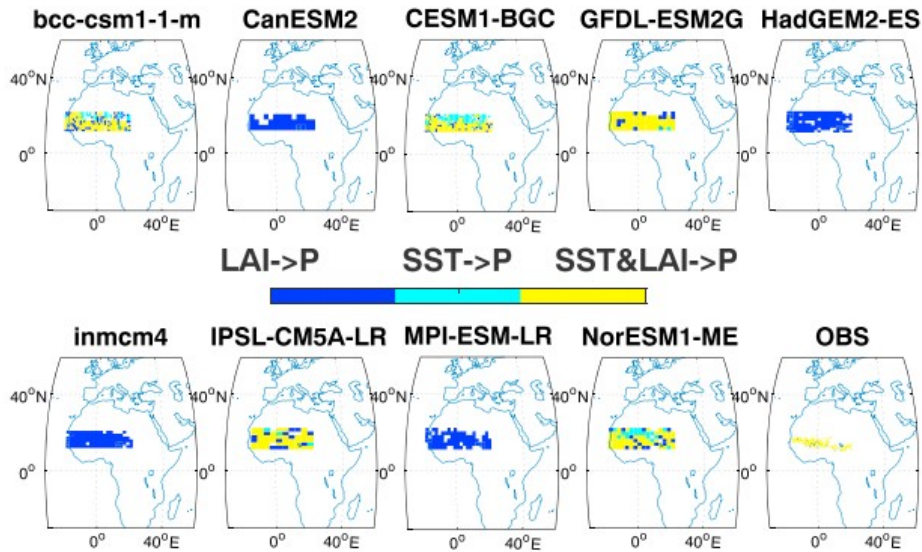 bcc-csm1-1-m CanESM2 CESM1-BGC GFDL-ESM2G HadGEM2-ES
40°N 40°N 40°N 40°N 40°N
0° 0° 0° 0° 0°
0° 40°E 0° 40°E 0° 40°E 0° 40°E 0° 40°E
LAI->P SST->P SST&LAI->P
inmcm4 IPSL-CM5A-LR MPI-ESM-LR NorESM1-ME OBS
40°N 40°N 40°N 40°N 40°N
0° 0° 0° 0° 0°
0° 40°E 0° 40°E 0° 40°E 0° 40°E 0° 40°E